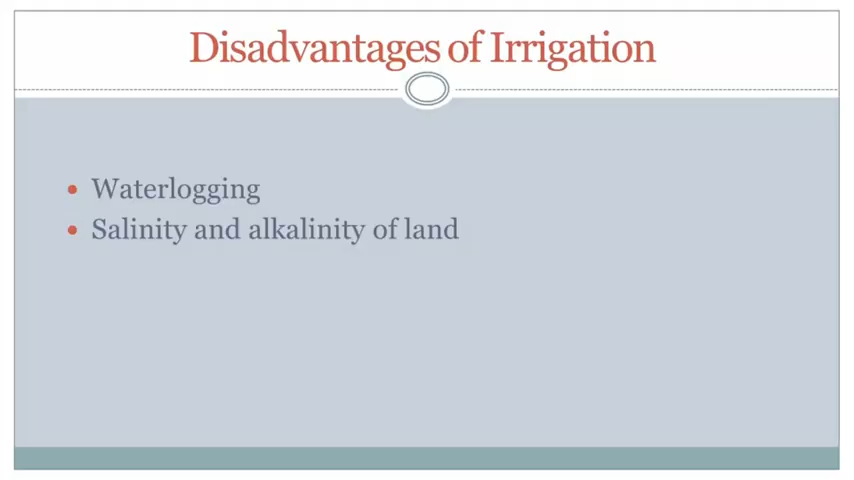 Disadvantages of Irrigation
Waterlogging
Salinity and alkalinity of land